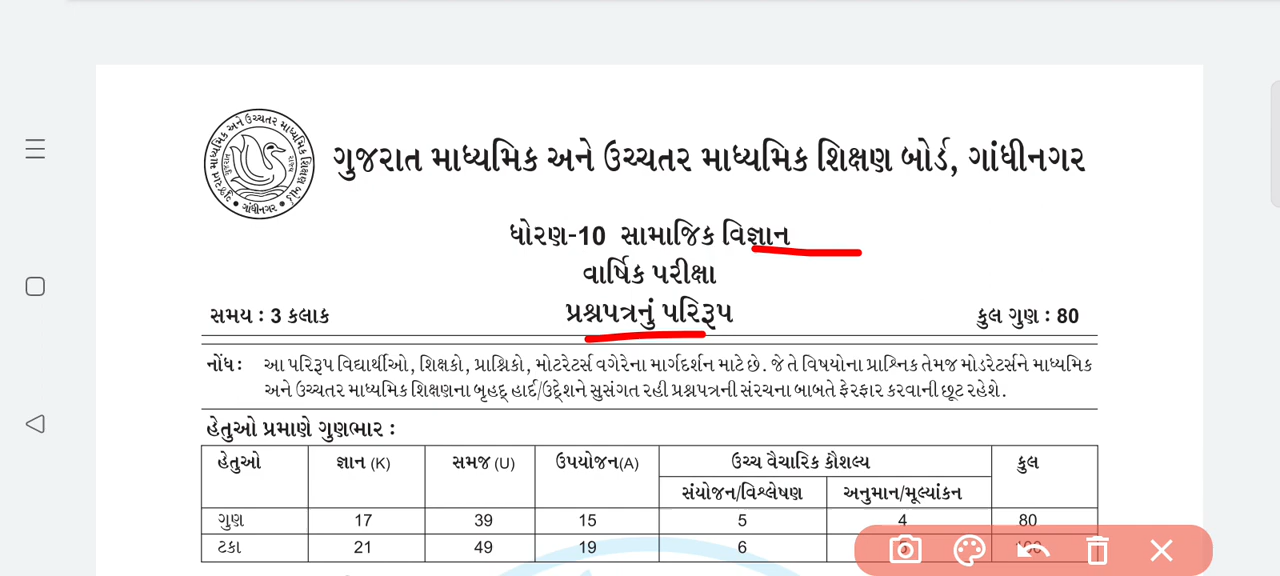 ગુજરાત માધ્યમિક અને ઉચ્ચતર માધ્યમિક શિક્ષણ બોર્ડ, ગાંધીનગર
ધોરણ-10 સામાજિક વિજ્ઞાન
વાર્ષિક પરીક્ષા
સમય : 3 કલાક પ્રશ્નપત્રનું પરિરૂપ કુલ ગુણ : 80
નોંધ : આ પરિરૂપ વિદ્યાર્થીઓ, શિક્ષકો, પ્રાશ્નિકો, મોટરેટર્સ વગેરેના માર્ગદર્શન માટે છે. જે તે વિષયોના પ્રાશ્નિક તેમજ મોડરેટર્સને માધ્યમિક
અને ઉચ્ચતર માધ્યમિક શિક્ષણના બૃહદ્ હાર્દ/ઉદ્દેશને સુસંગત રહી પ્રશ્નપત્રની સંરચના બાબતે ફેરફાર કરવાની છૂટ રહેશે.
હેતુઓ પ્રમાણે ગુણભાર :
હેતુઓ જ્ઞાન (K) સમજ (U) ઉપયોજન(A) ઉચ્ચ વૈચારિક કૌશલ્ય કુલ
સંયોજન/વિશ્લેષણ અનુમાન/મૂલ્યાંકન
ગુણ 17 39 15 5 4 80
ટકા 21 49 19 6 5 100